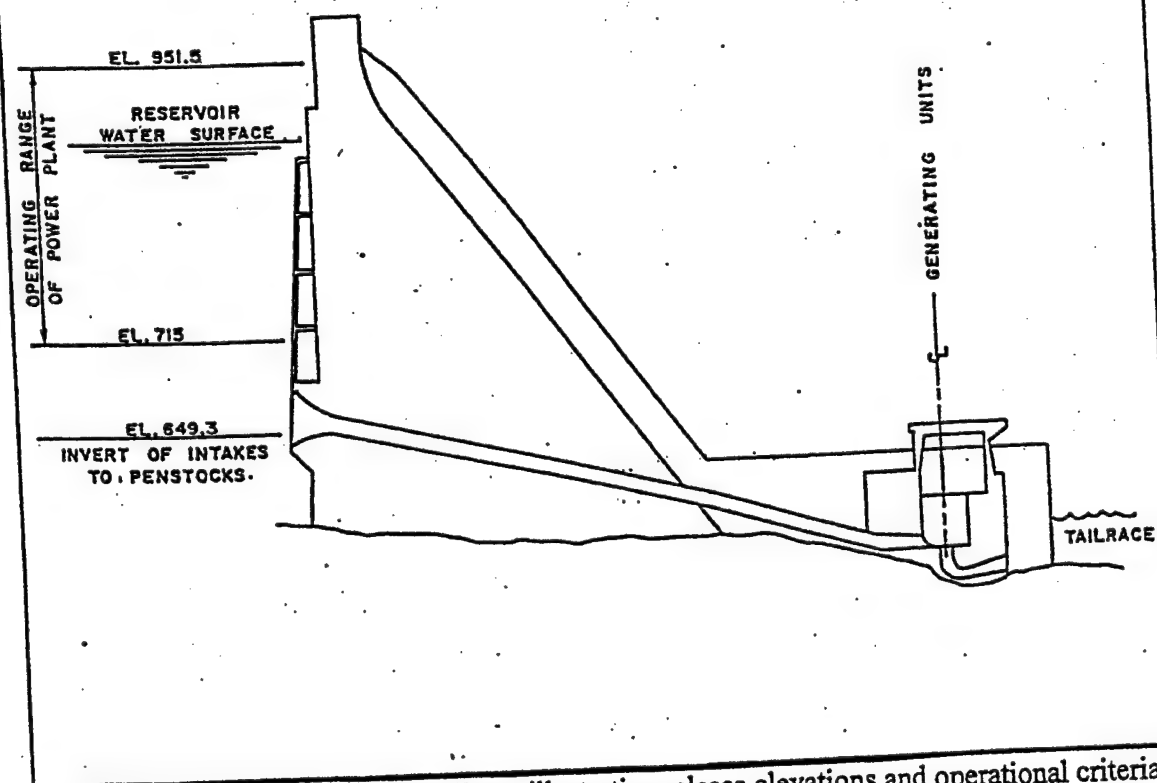 EL. 951.5
RESERVOIR
WATER SURFACE
OPERATING RANGE
OF POWER PLANT
GENERATING UNITS
EL. 715
EL. 649.3
INVERT OF INTAKES
TO PENSTOCKS.
TAILRACE
release elevations and operational criteria